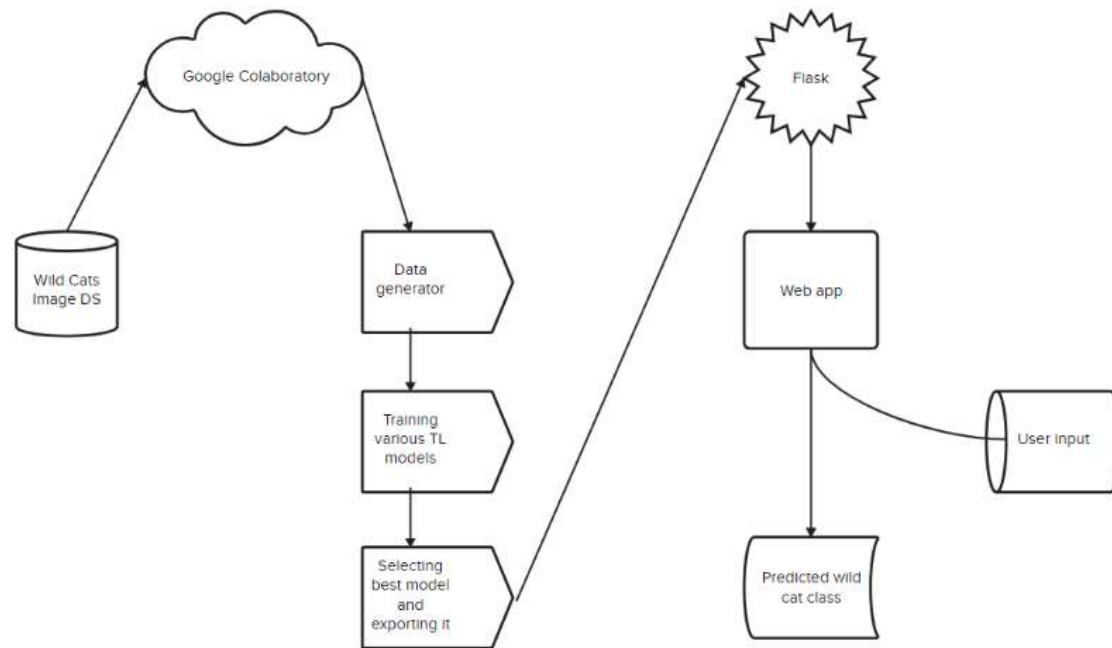 Google Colaboratory
Wild Cats
Image DS
Data
generator
Training
various TL
models
Selecting
best model
and
exporting it
Flask
Web app
User input
Predicted wild
cat class